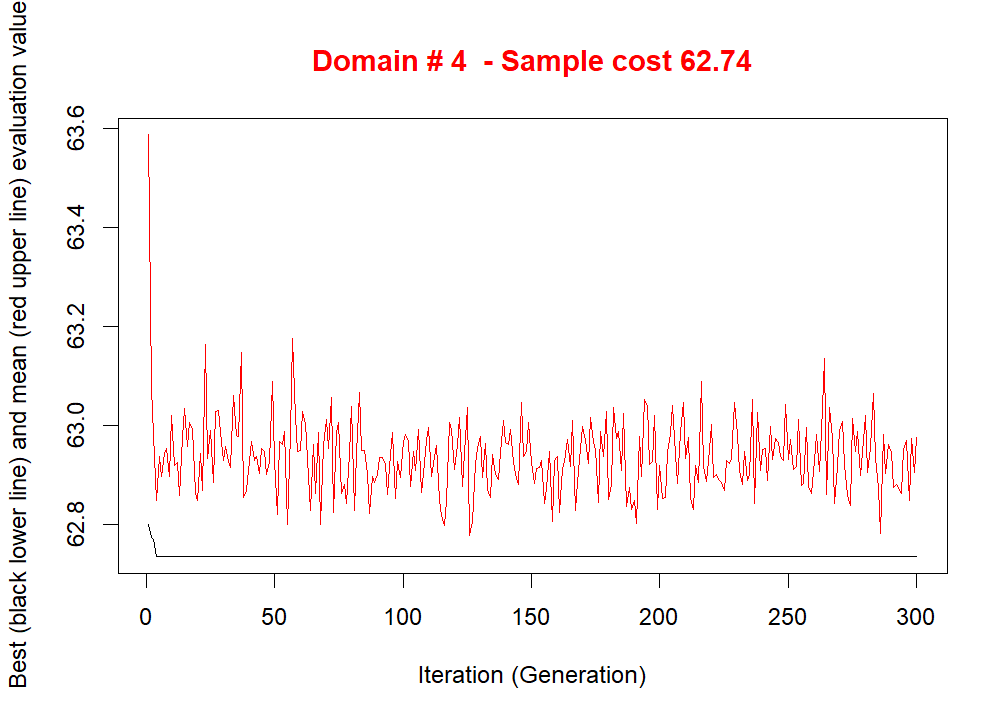 Domain # 4  - Sample cost 62.74
Best (black lower line) and mean (red upper line) evaluation value
63.6
63.4
63.2
63.0
62.8
0 50 100 150 200 250 300
Iteration (Generation)